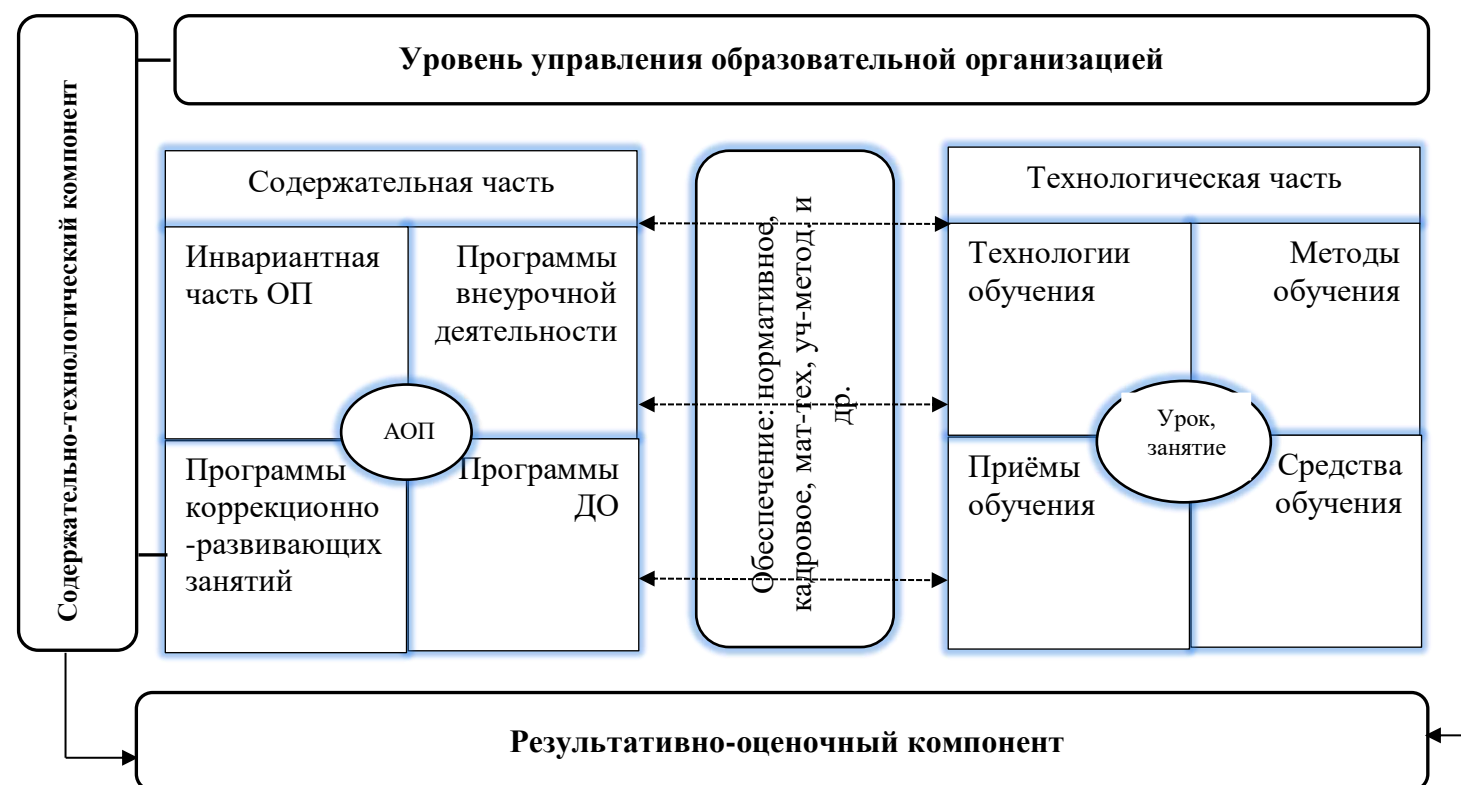 Уровень управления образовательной организацией
Содержательно-технологический компонент
Содержательная часть
Инвариантная
часть ОП
Программы
внеурочной
деятельности
АОП
Программы
коррекционно
-развивающих
занятий
Программы
ДО
Обеспечение: нормативное,
кадровое, мат-тех, уч-метод. и
др.
Технологическая часть
Технологии
обучения
Методы
обучения
Урок,
занятие
Приёмы
обучения
Средства
обучения
Результативно-оценочный компонент